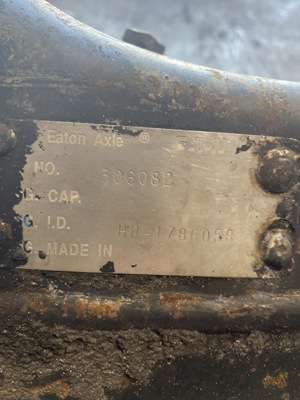 Eaton Axle ®
NO. 306082
G. CAP.
G. I.D.
G. MADE IN